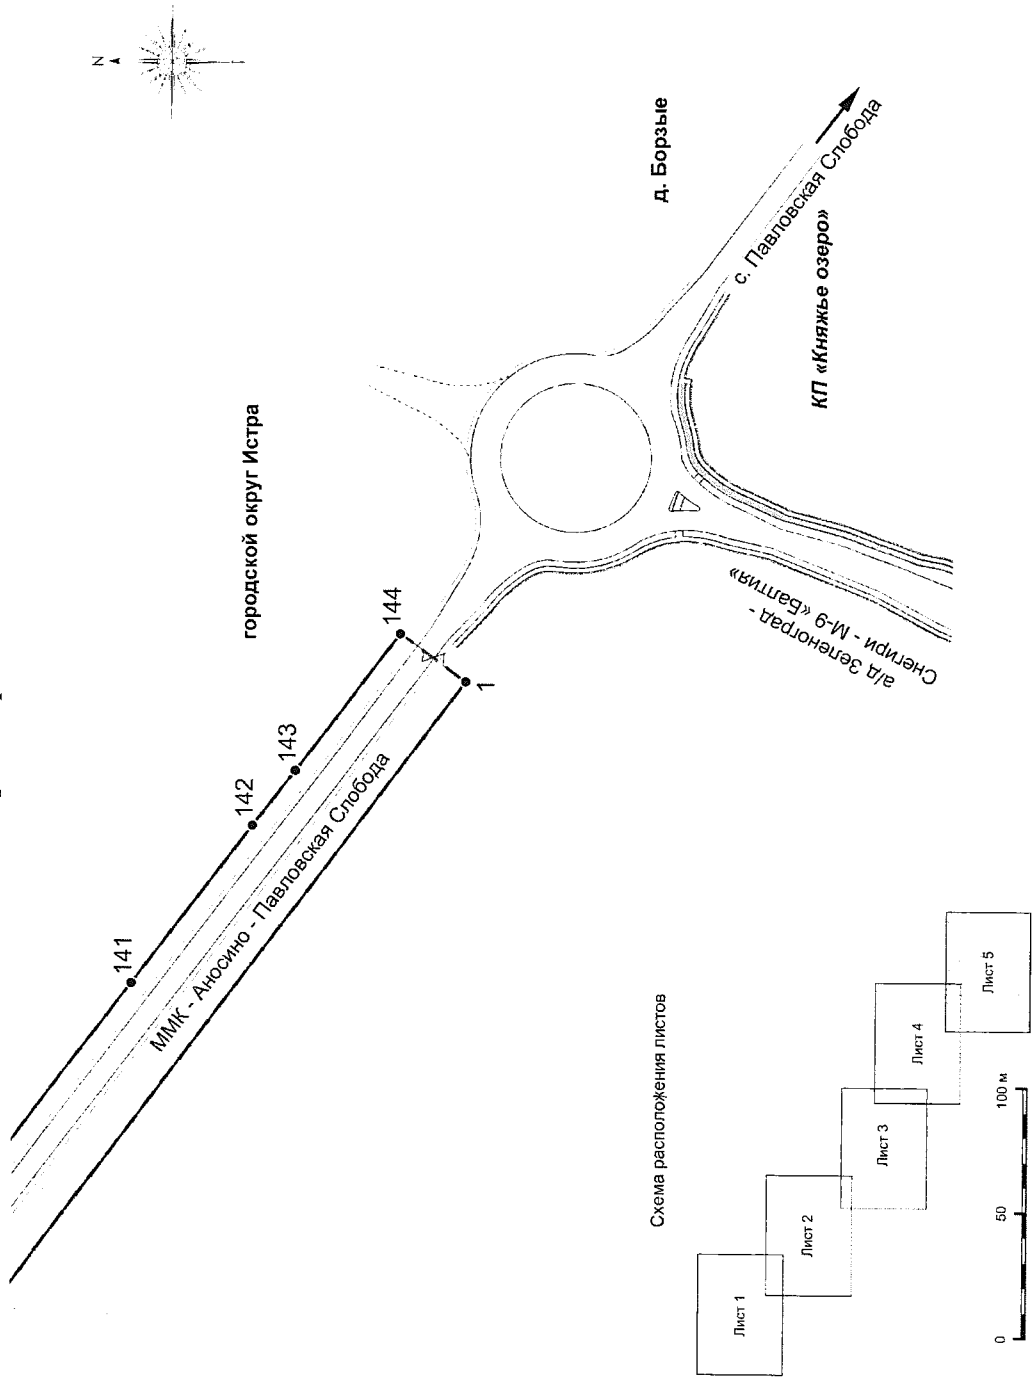 N
городской округ Истра
д. Борзые
141
142
143
144
1
ММК - Аносино - Павловская Слобода
с. Павловская Слобода
КП «Княжье озеро»
а/д Зеленоград -
Снегири - М-9 «Балтия»
Схема расположения листов
Лист 1
Лист 2
Лист 3
Лист 4
Лист 5
0
50
100 м